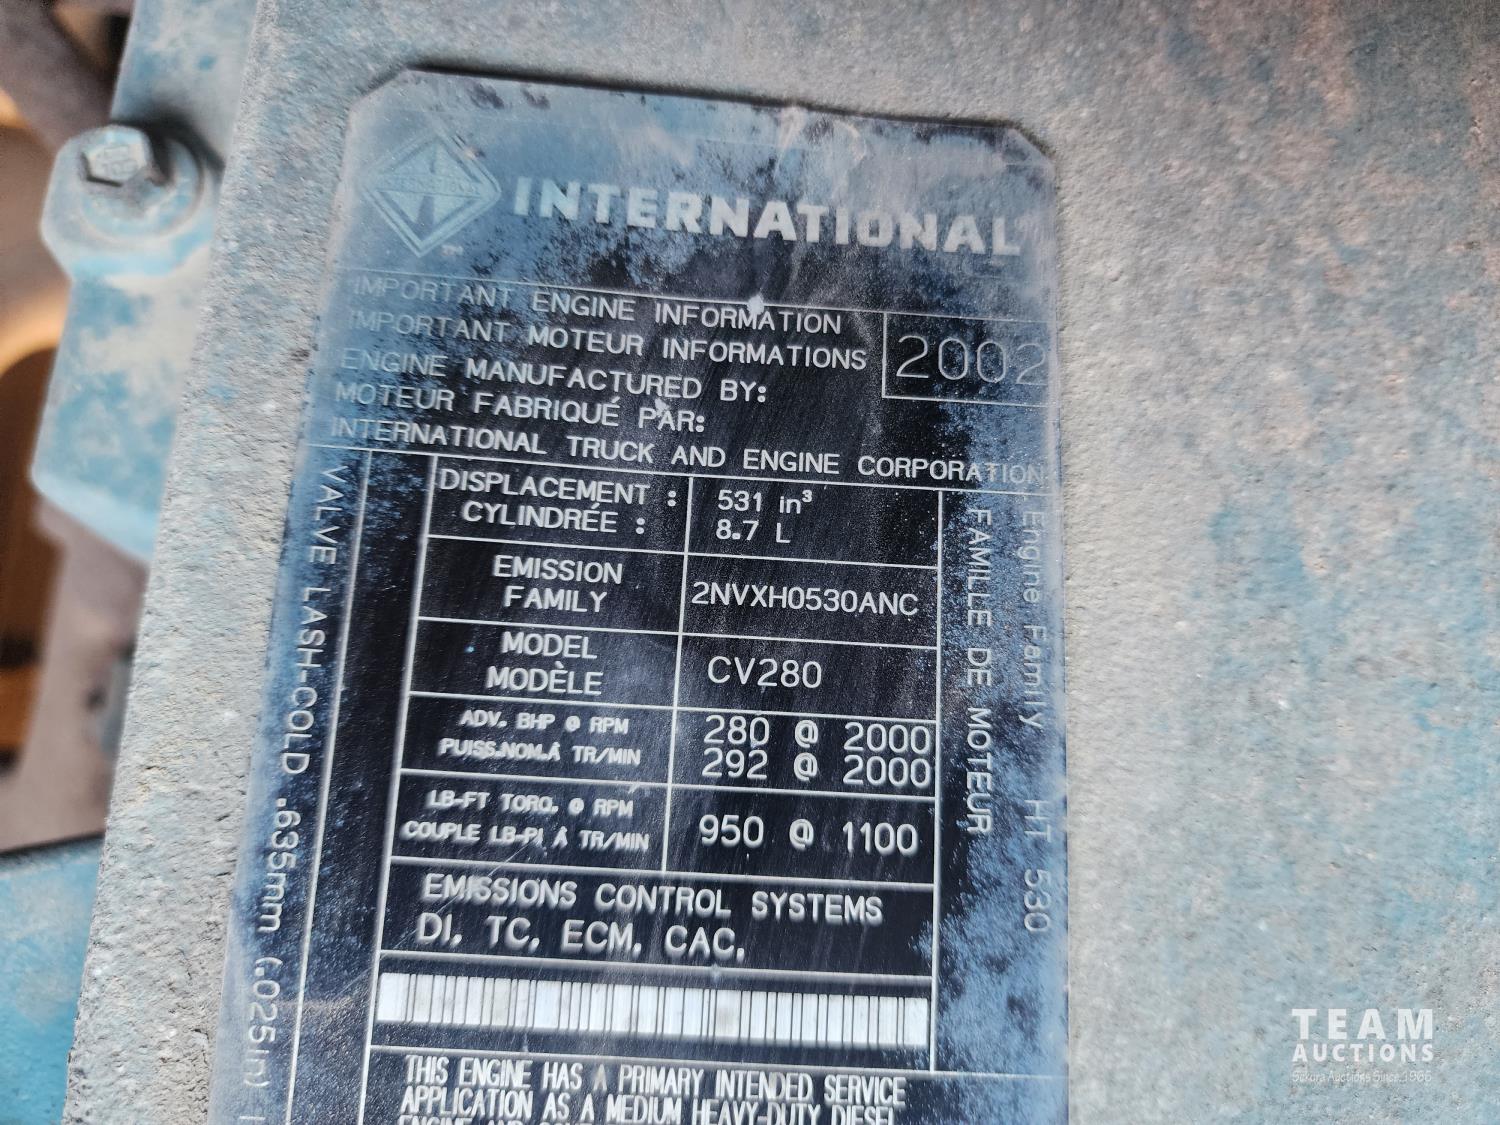 INTERNATIONAL
™
IMPORTANT ENGINE INFORMATION
IMPORTANT MOTEUR INFORMATIONS
2002
ENGINE MANUFACTURED BY:
MOTEUR FABRIQUÉ PAR:
INTERNATIONAL TRUCK AND ENGINE CORPORATION
DISPLACEMENT : 531 in³
CYLINDRÉE : 8.7 L
EMISSION
FAMILY
2NVXH0530ANC
MODEL
MODÈLE
CV280
ADV. BHP @ RPM 280 @ 2000
PUISS.NOM.À TR/MIN 292 @ 2000
LB-FT TORQ. @ RPM
COUPLE LB-PI À TR/MIN
950 @ 1100
EMISSIONS CONTROL SYSTEMS
DI, TC, ECM, CAC,
THIS ENGINE HAS A PRIMARY INTENDED SERVICE
APPLICATION AS A MEDIUM HEAVY-DUTY DIESEL
VALVE LASH-COLD .635mm (.025in)
Engine Family HT 530
FAMILLE DE MOTEUR
TEAM
AUCTIONS
Since 1966